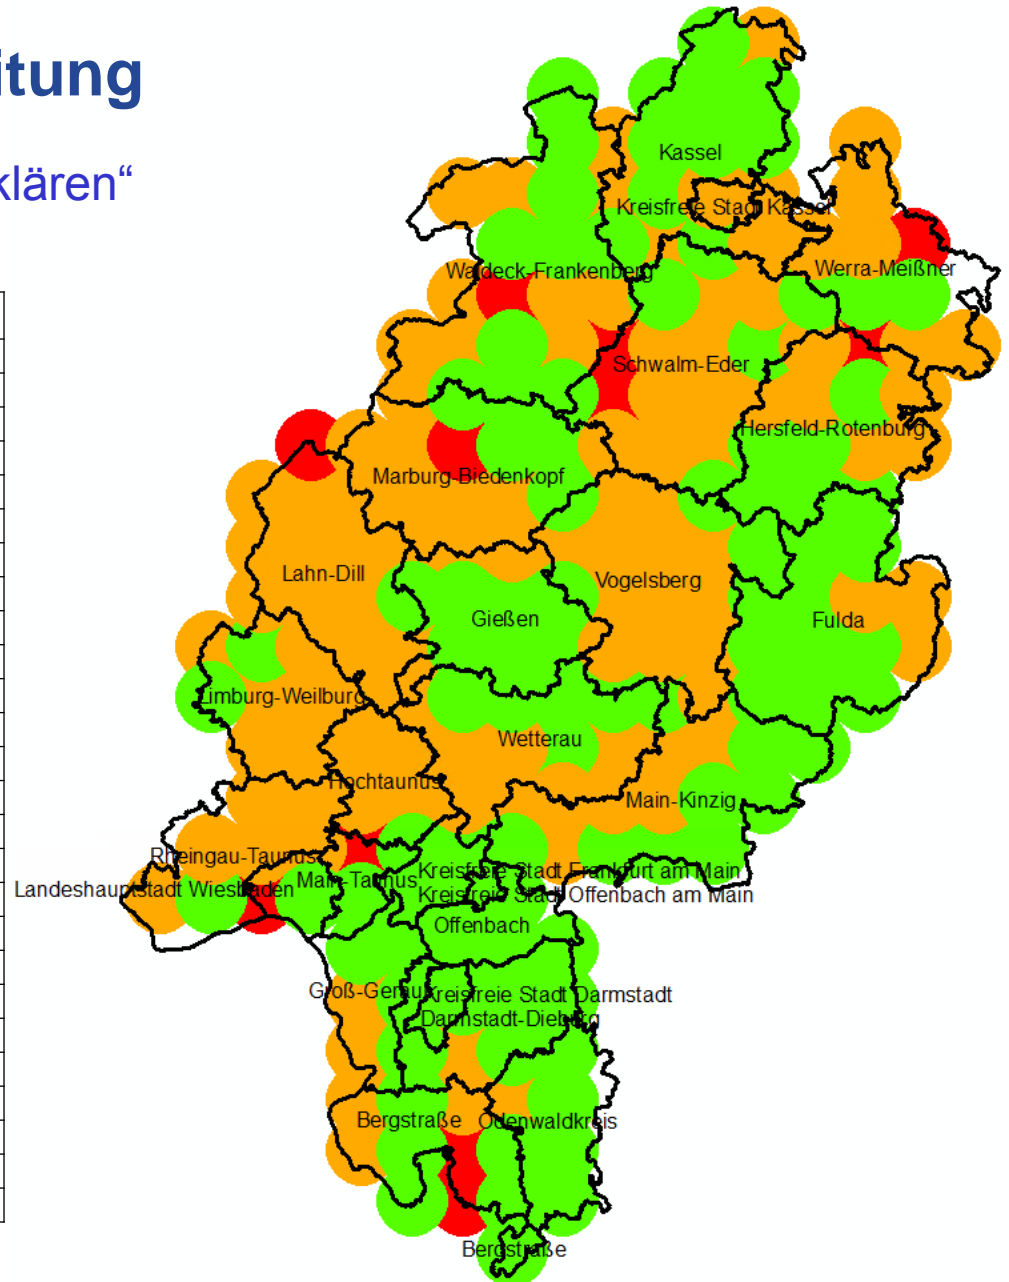 itung
klären“
Kassel
Kreisfreie Stadt Kassel
Waldeck-Frankenberg
Werra-Meißner
Schwalm-Eder
Hersfeld-Rotenburg
Marburg-Biedenkopf
Lahn-Dill
Vogelsberg
Gießen
Fulda
Limburg-Weilburg
Wetterau
Hochtaunus
Main-Kinzig
Rheingau-Taunus
Kreisfreie Stadt Frankfurt am Main
Main-Taunus
Landeshauptstadt Wiesbaden
Kreisfreie Stadt Offenbach am Main
Offenbach
Groß-Gerau
Kreisfreie Stadt Darmstadt
Darmstadt-Dieburg
Bergstraße
Odenwaldkreis
Bergstraße